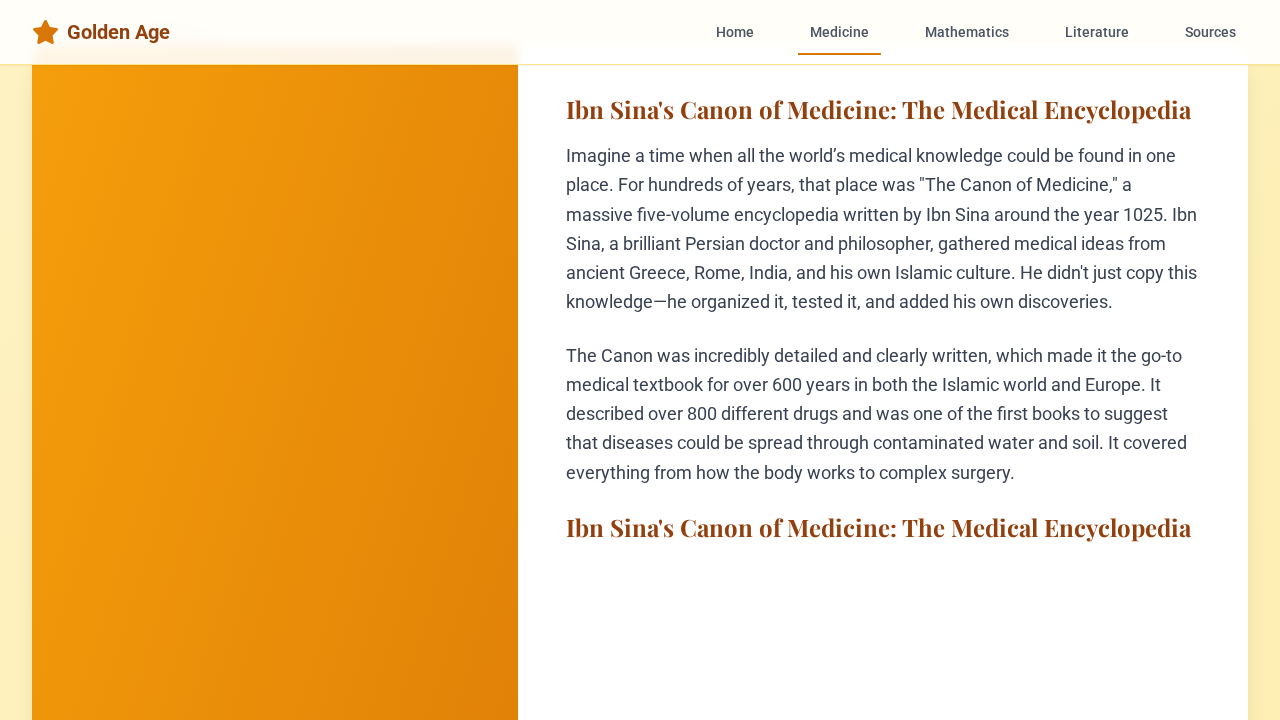 Golden Age
Home
Medicine
Mathematics
Literature
Sources
Ibn Sina's Canon of Medicine: The Medical Encyclopedia
Imagine a time when all the world’s medical knowledge could be found in one
place. For hundreds of years, that place was "The Canon of Medicine," a
massive five-volume encyclopedia written by Ibn Sina around the year 1025. Ibn
Sina, a brilliant Persian doctor and philosopher, gathered medical ideas from
ancient Greece, Rome, India, and his own Islamic culture. He didn't just copy this
knowledge—he organized it, tested it, and added his own discoveries.
The Canon was incredibly detailed and clearly written, which made it the go-to
medical textbook for over 600 years in both the Islamic world and Europe. It
described over 800 different drugs and was one of the first books to suggest
that diseases could be spread through contaminated water and soil. It covered
everything from how the body works to complex surgery.
Ibn Sina's Canon of Medicine: The Medical Encyclopedia